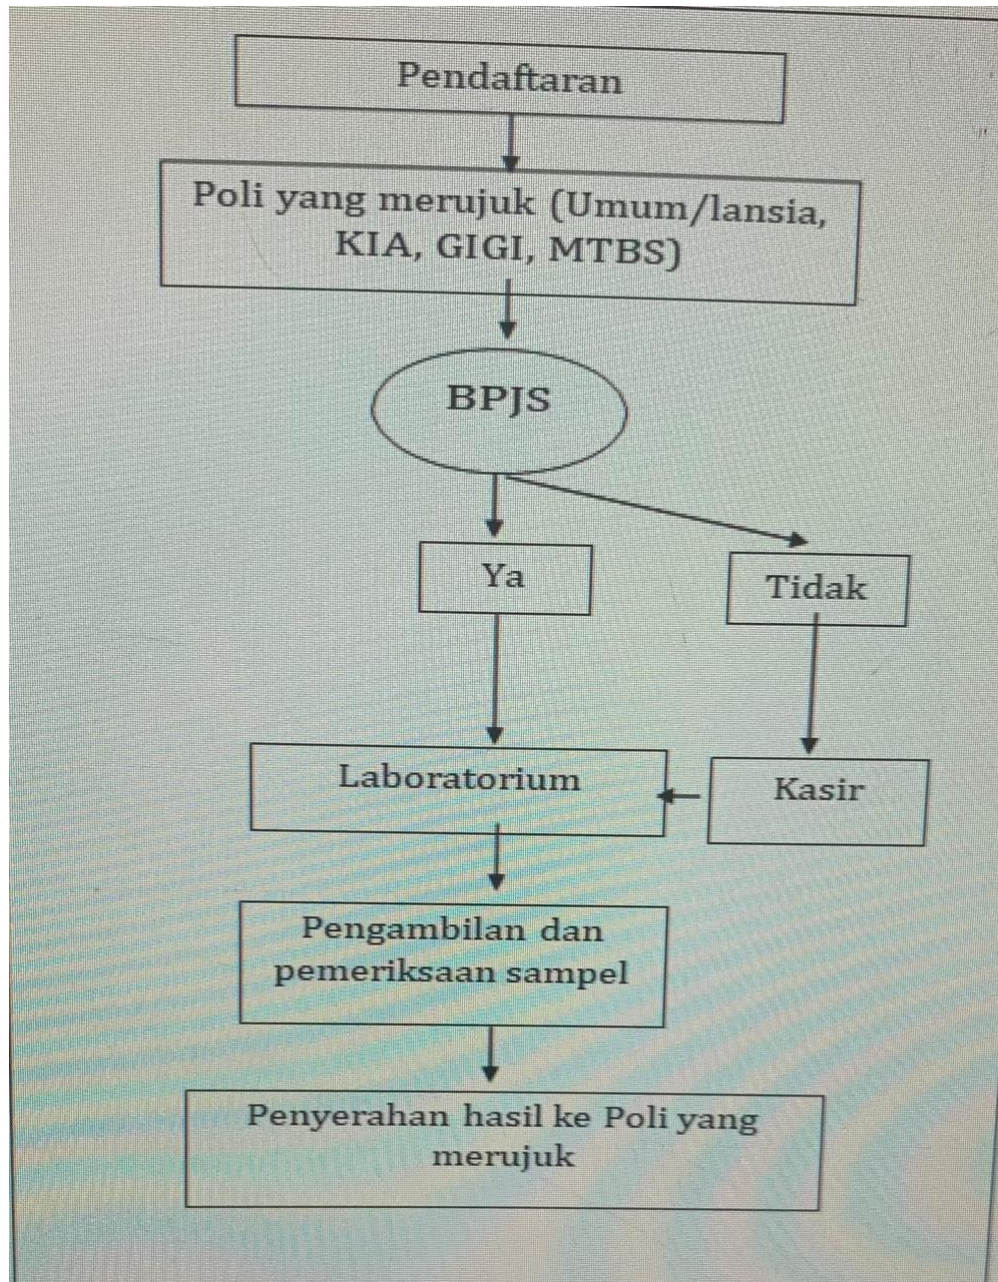 Pendaftaran
Poli yang merujuk (Umum/lansia,
KIA, GIGI, MTBS)
BPJS
Ya
Tidak
Laboratorium
Kasir
Pengambilan dan
pemeriksaan sampel
Penyerahan hasil ke Poli yang
merujuk